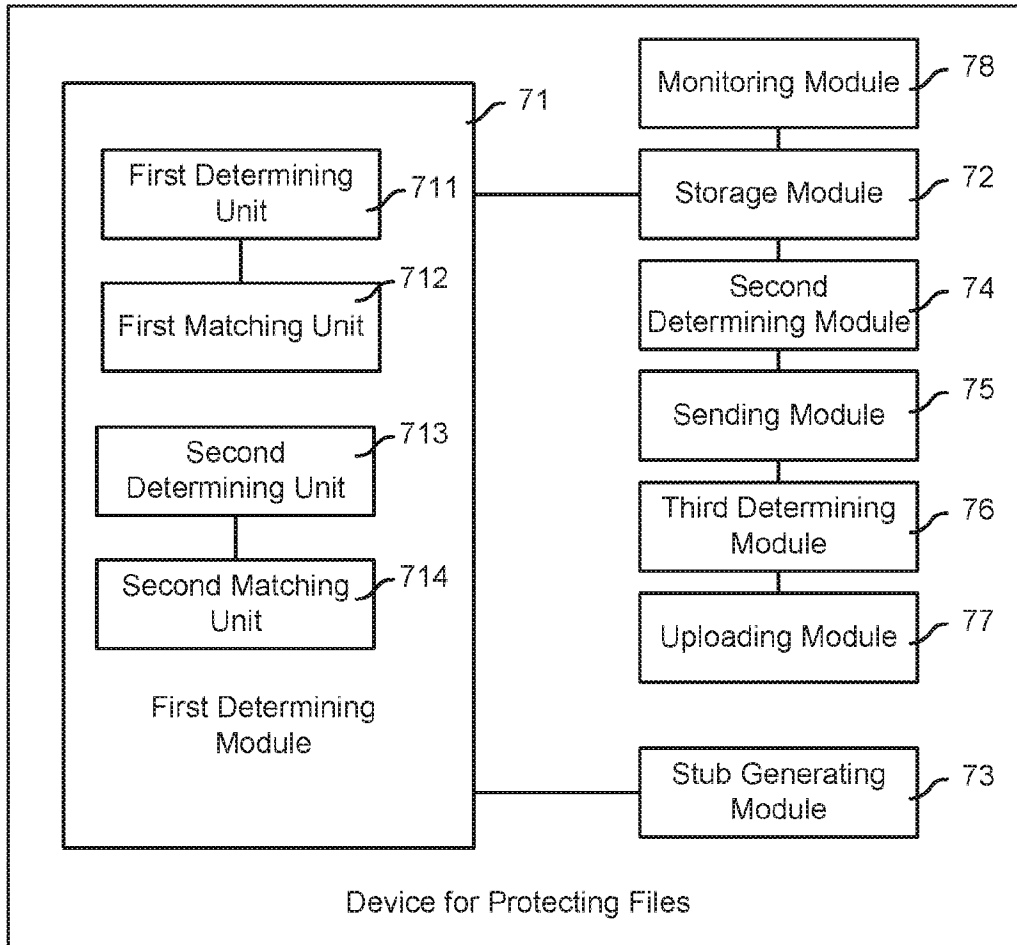 71
First Determining
Unit
711
712
First Matching Unit
713
Second
Determining Unit
714
Second Matching
Unit
First Determining
Module
Monitoring Module
78
Storage Module
72
Second
Determining Module
74
Sending Module
75
Third Determining
Module
76
Uploading Module
77
Stub Generating
Module
73
Device for Protecting Files